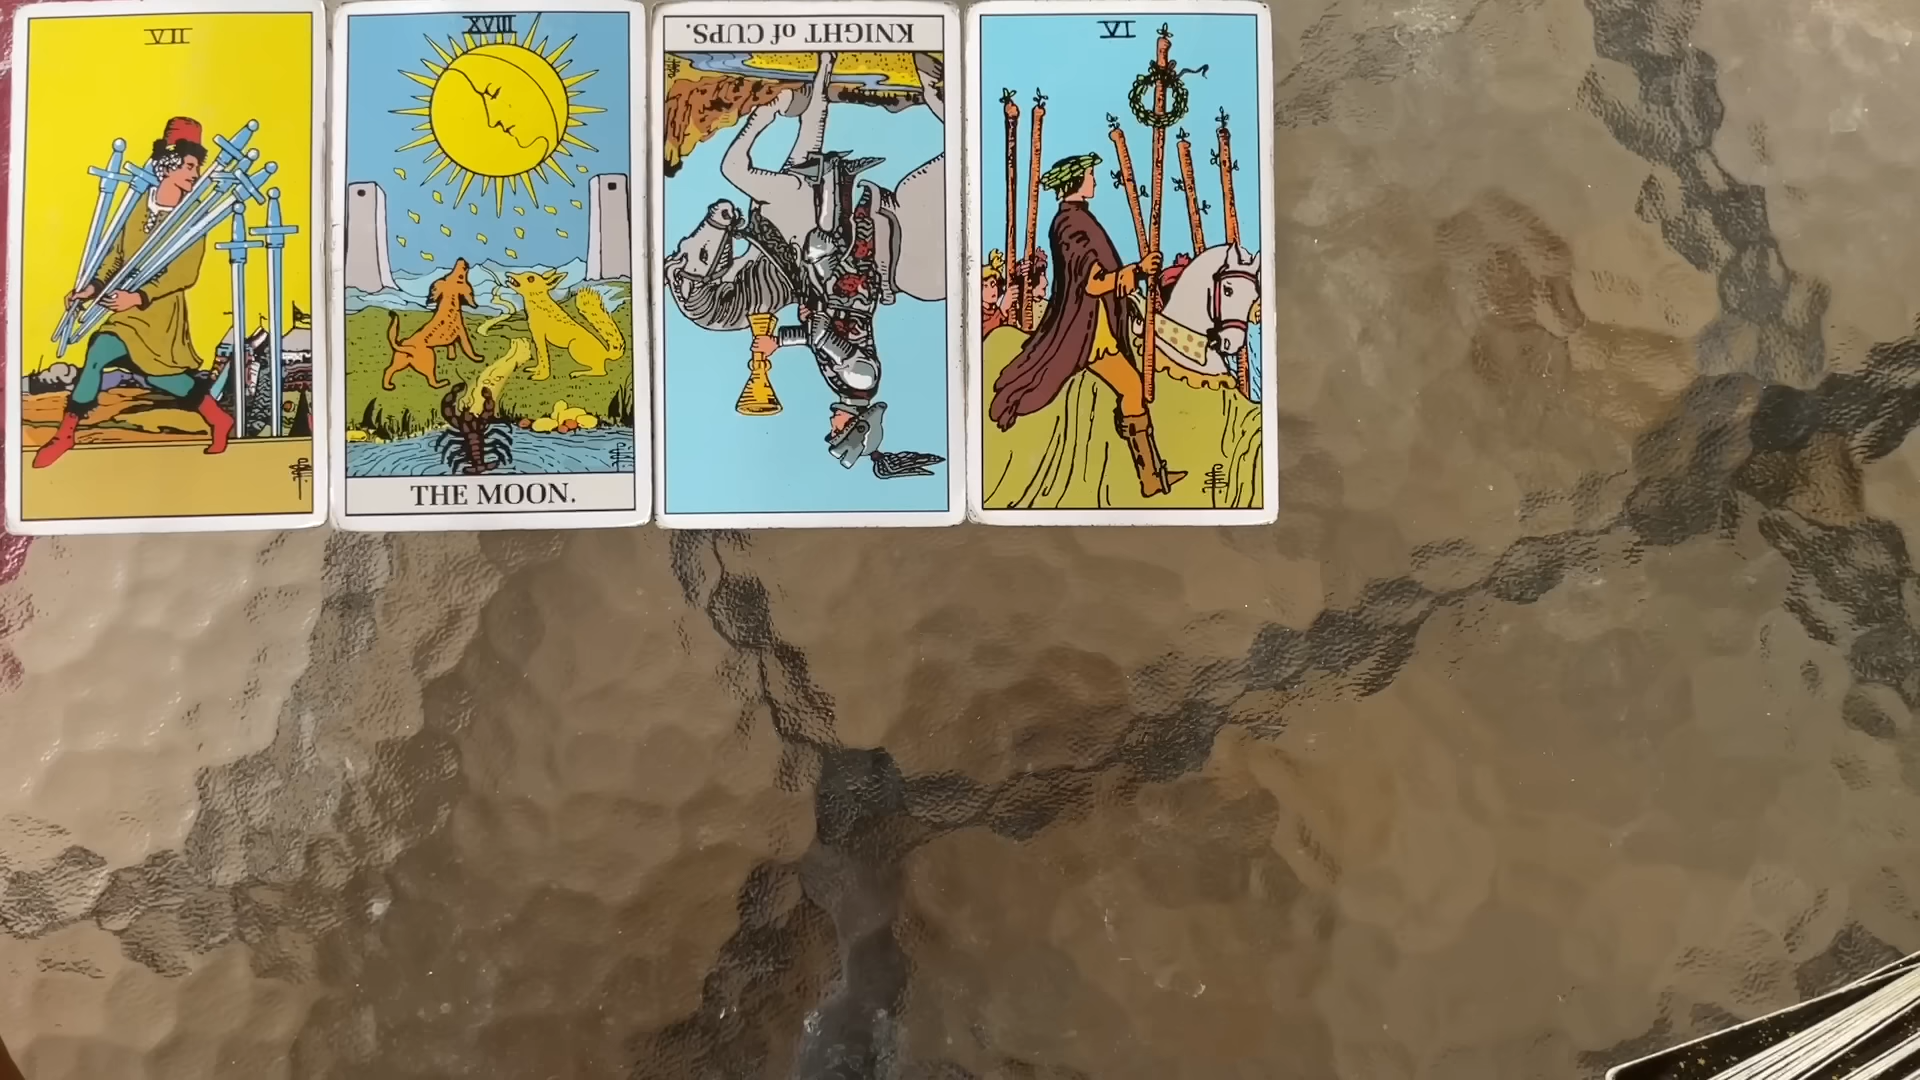 VII
XVIII
THE MOON.
KNIGHT of CUPS.
VI